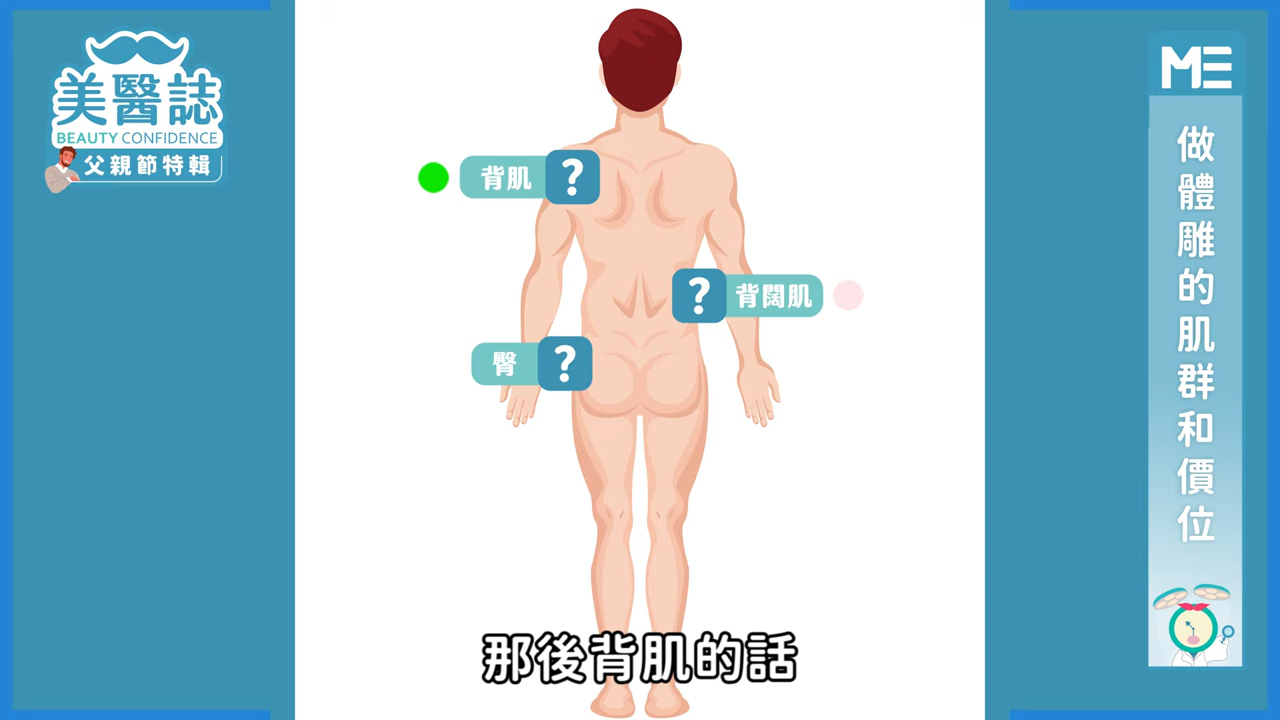 美醫誌
BEAUTY CONFIDENCE
父親節特輯
ME
做體雕的肌群和價位
背肌 ?
? 背闊肌
臀 ?
那後背肌的話